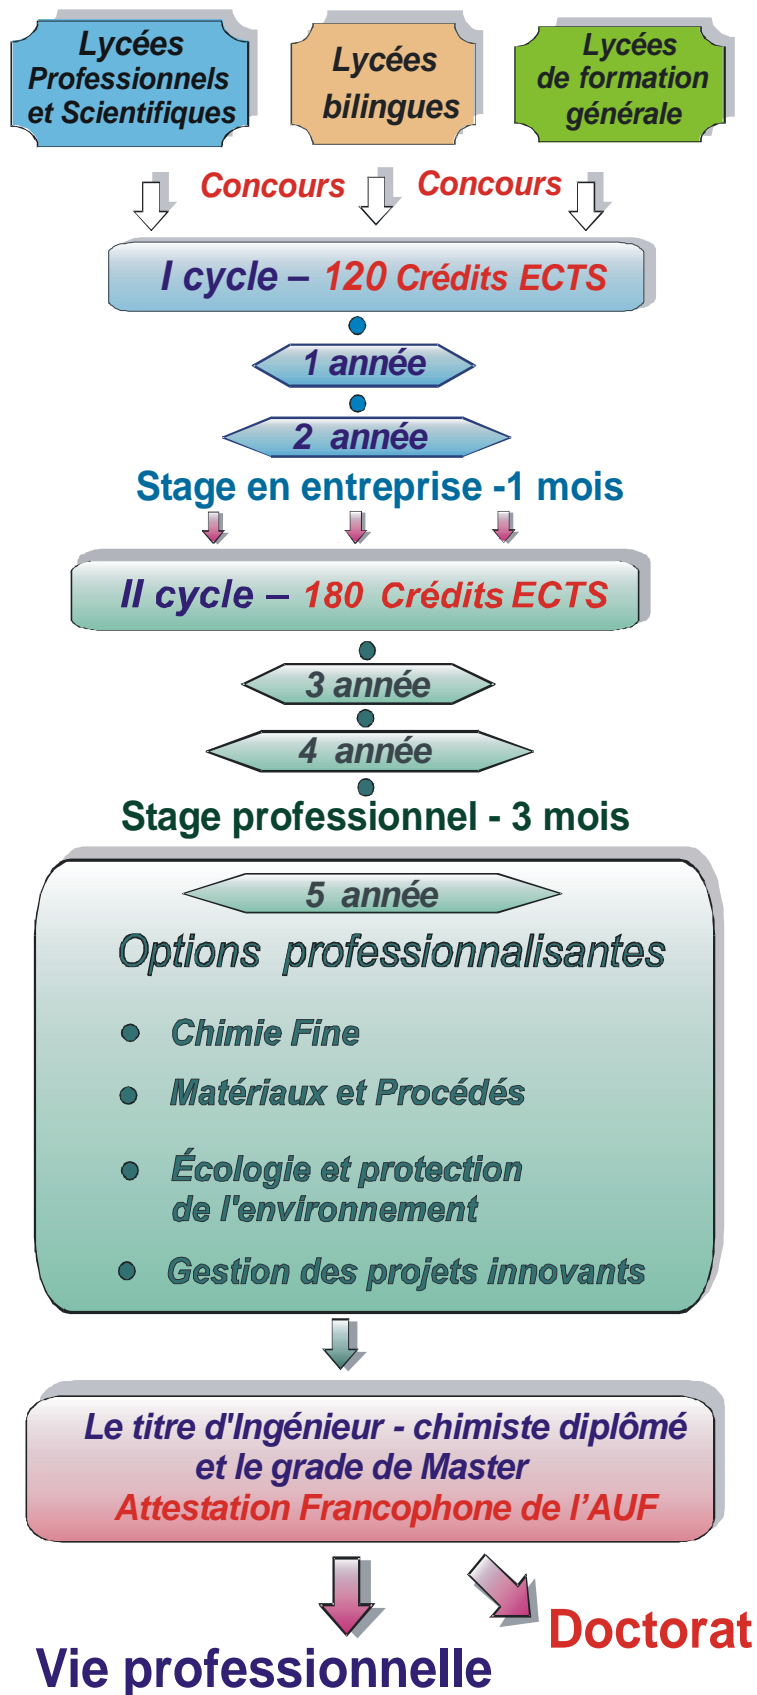 Lycées
Professionnels
et Scientifiques
Lycées
bilingues
Lycées
de formation
générale
Concours
Concours
I cycle – 120 Crédits ECTS
1 année
2 année
Stage en entreprise -1 mois
II cycle – 180 Crédits ECTS
3 année
4 année
Stage professionnel - 3 mois
5 année
Options professionnalisantes
Chimie Fine
Matériaux et Procédés
Écologie et protection
de l'environnement
Gestion des projets innovants
Le titre d'Ingénieur - chimiste diplômé
et le grade de Master
Attestation Francophone de l’AUF
Doctorat
Vie professionnelle